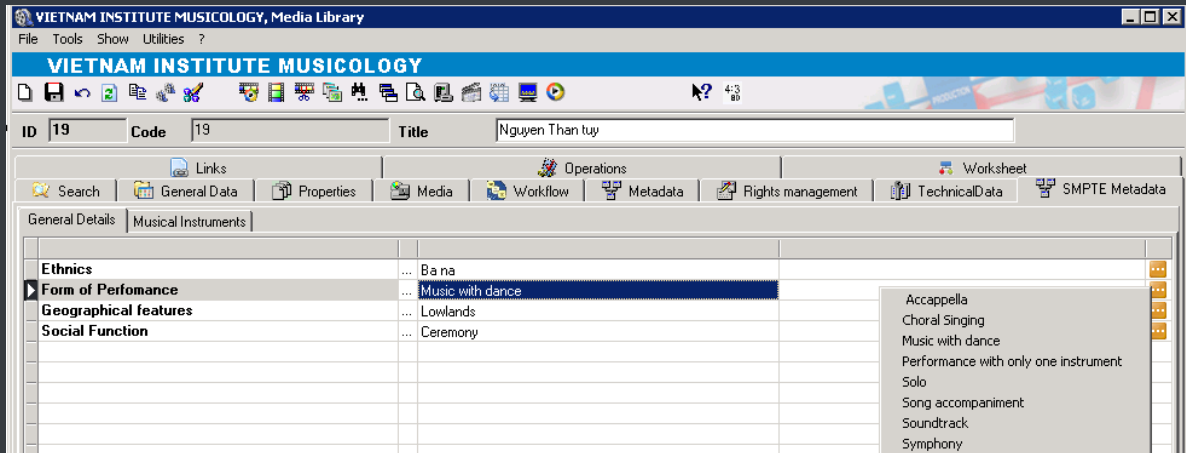 VIETNAM INSTITUTE MUSICOLOGY, Media Library
File Tools Show Utilities ?
VIETNAM INSTITUTE MUSICOLOGY
4:3
PRODUCTION
ID 19 Code 19 Title Nguyen Than tuy
Links Operations Worksheet
Search General Data Properties Media Workflow Metadata Rights management TechnicalData SMPTE Metadata
General Details Musical Instruments
Ethnics ... Ba na ...
Form of Perfomance ... Music with dance ...
Geographical features ... Lowlands ...
Social Function ... Ceremony ...
Accappella
Choral Singing
Music with dance
Performance with only one instrument
Solo
Song accompaniment
Soundtrack
Symphony